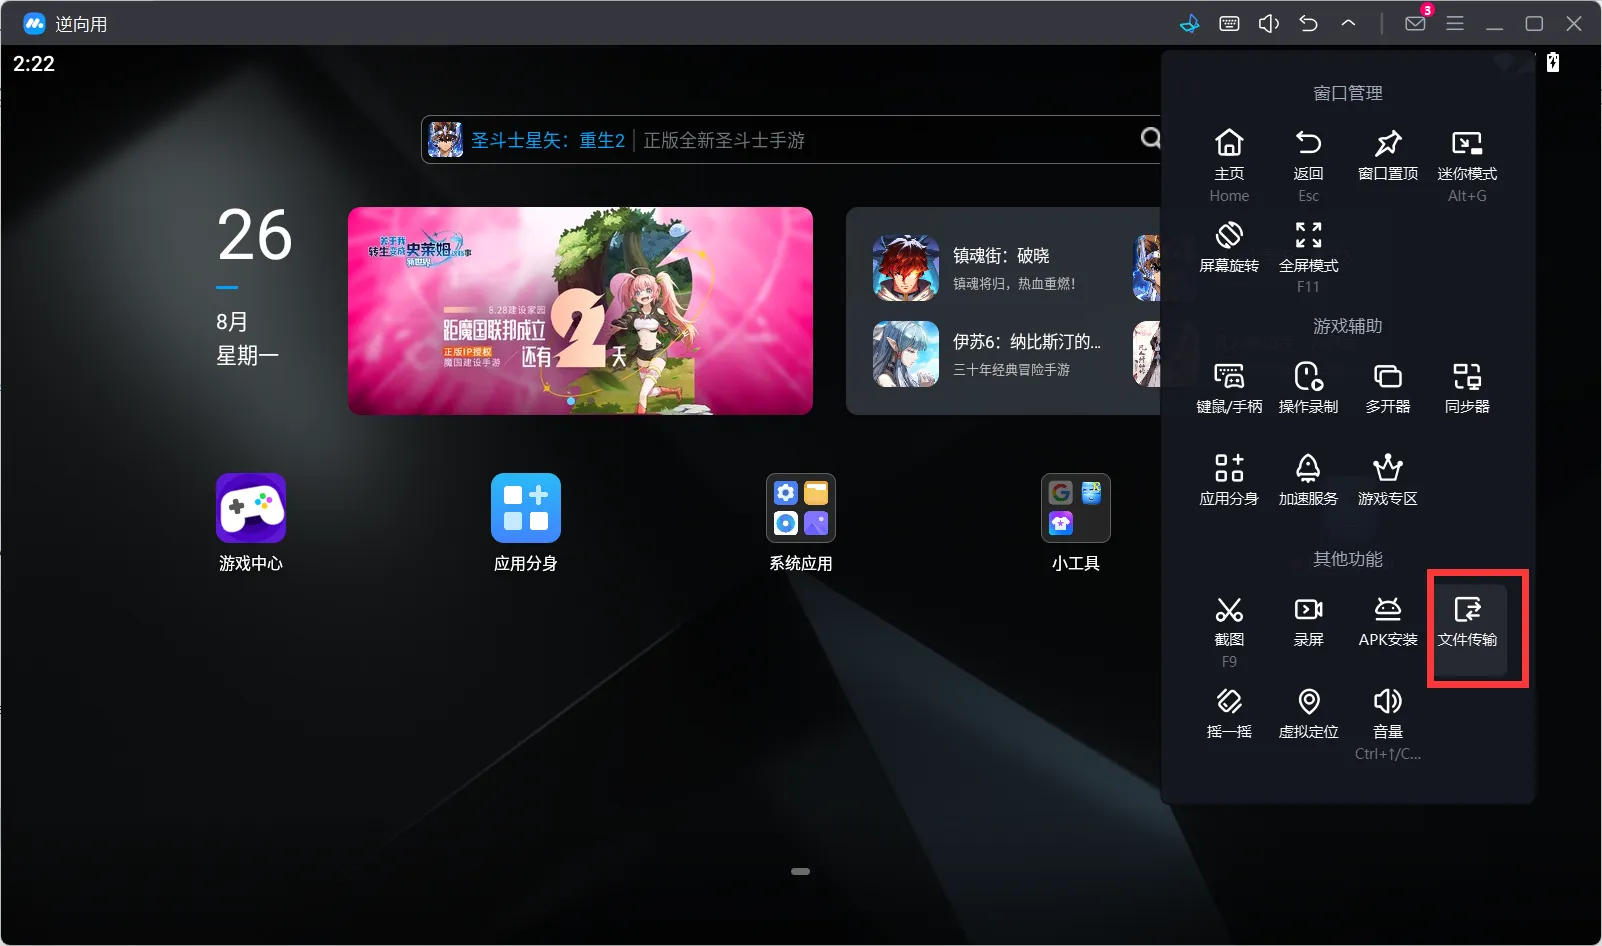 逆向用
3
2:22
圣斗士星矢：重生2
正版全新圣斗士手游
26
8月
星期一
关于我
转生变成史莱姆
新世界
8.28建设家园
距魔国联邦成立
正版IP授权
魔国建设手游
还有2天
镇魂街：破晓
镇魂将归，热血重燃！
伊苏6：纳比斯汀的...
三十年经典冒险手游
游戏中心
应用分身
系统应用
小工具
窗口管理
主页
返回
窗口置顶
迷你模式
Home
Esc
Alt+G
屏幕旋转
全屏模式
F11
游戏辅助
键鼠/手柄
操作录制
多开器
同步器
应用分身
加速服务
游戏专区
其他功能
截图
录屏
APK安装
文件传输
F9
摇一摇
虚拟定位
音量
Ctrl+↑/C...